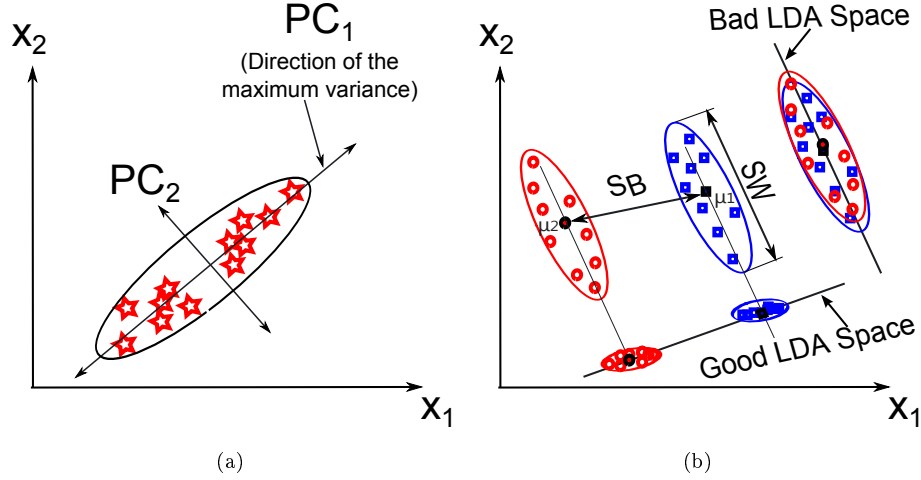 X2
PC1
(Direction of the
maximum variance)
PC2
X1
(a)
X2
Bad LDA Space
SB
SW
μ1
μ2
Good LDA Space
X1
(b)